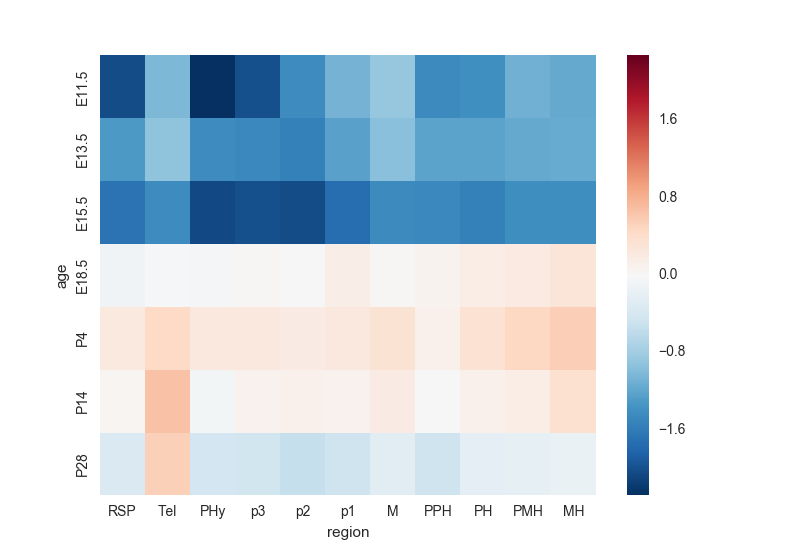 age
E11.5
E13.5
E15.5
E18.5
P4
P14
P28
RSP Tel PHy p3 p2 p1 M PPH PH PMH MH
region
1.6
0.8
0.0
−0.8
−1.6